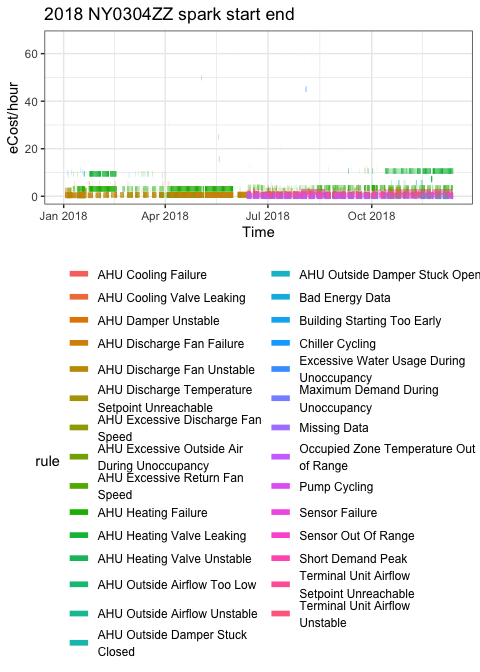 2018 NY0304ZZ spark start end
60
40
20
0
eCost/hour
Jan 2018 Apr 2018 Jul 2018 Oct 2018
Time
rule
AHU Cooling Failure
AHU Cooling Valve Leaking
AHU Damper Unstable
AHU Discharge Fan Failure
AHU Discharge Fan Unstable
AHU Discharge Temperature
Setpoint Unreachable
AHU Excessive Discharge Fan
Speed
AHU Excessive Outside Air
During Unoccupancy
AHU Excessive Return Fan
Speed
AHU Heating Failure
AHU Heating Valve Leaking
AHU Heating Valve Unstable
AHU Outside Airflow Too Low
AHU Outside Airflow Unstable
AHU Outside Damper Stuck
Closed
AHU Outside Damper Stuck Open
Bad Energy Data
Building Starting Too Early
Chiller Cycling
Excessive Water Usage During
Unoccupancy
Maximum Demand During
Unoccupancy
Missing Data
Occupied Zone Temperature Out
of Range
Pump Cycling
Sensor Failure
Sensor Out Of Range
Short Demand Peak
Terminal Unit Airflow
Setpoint Unreachable
Terminal Unit Airflow
Unstable